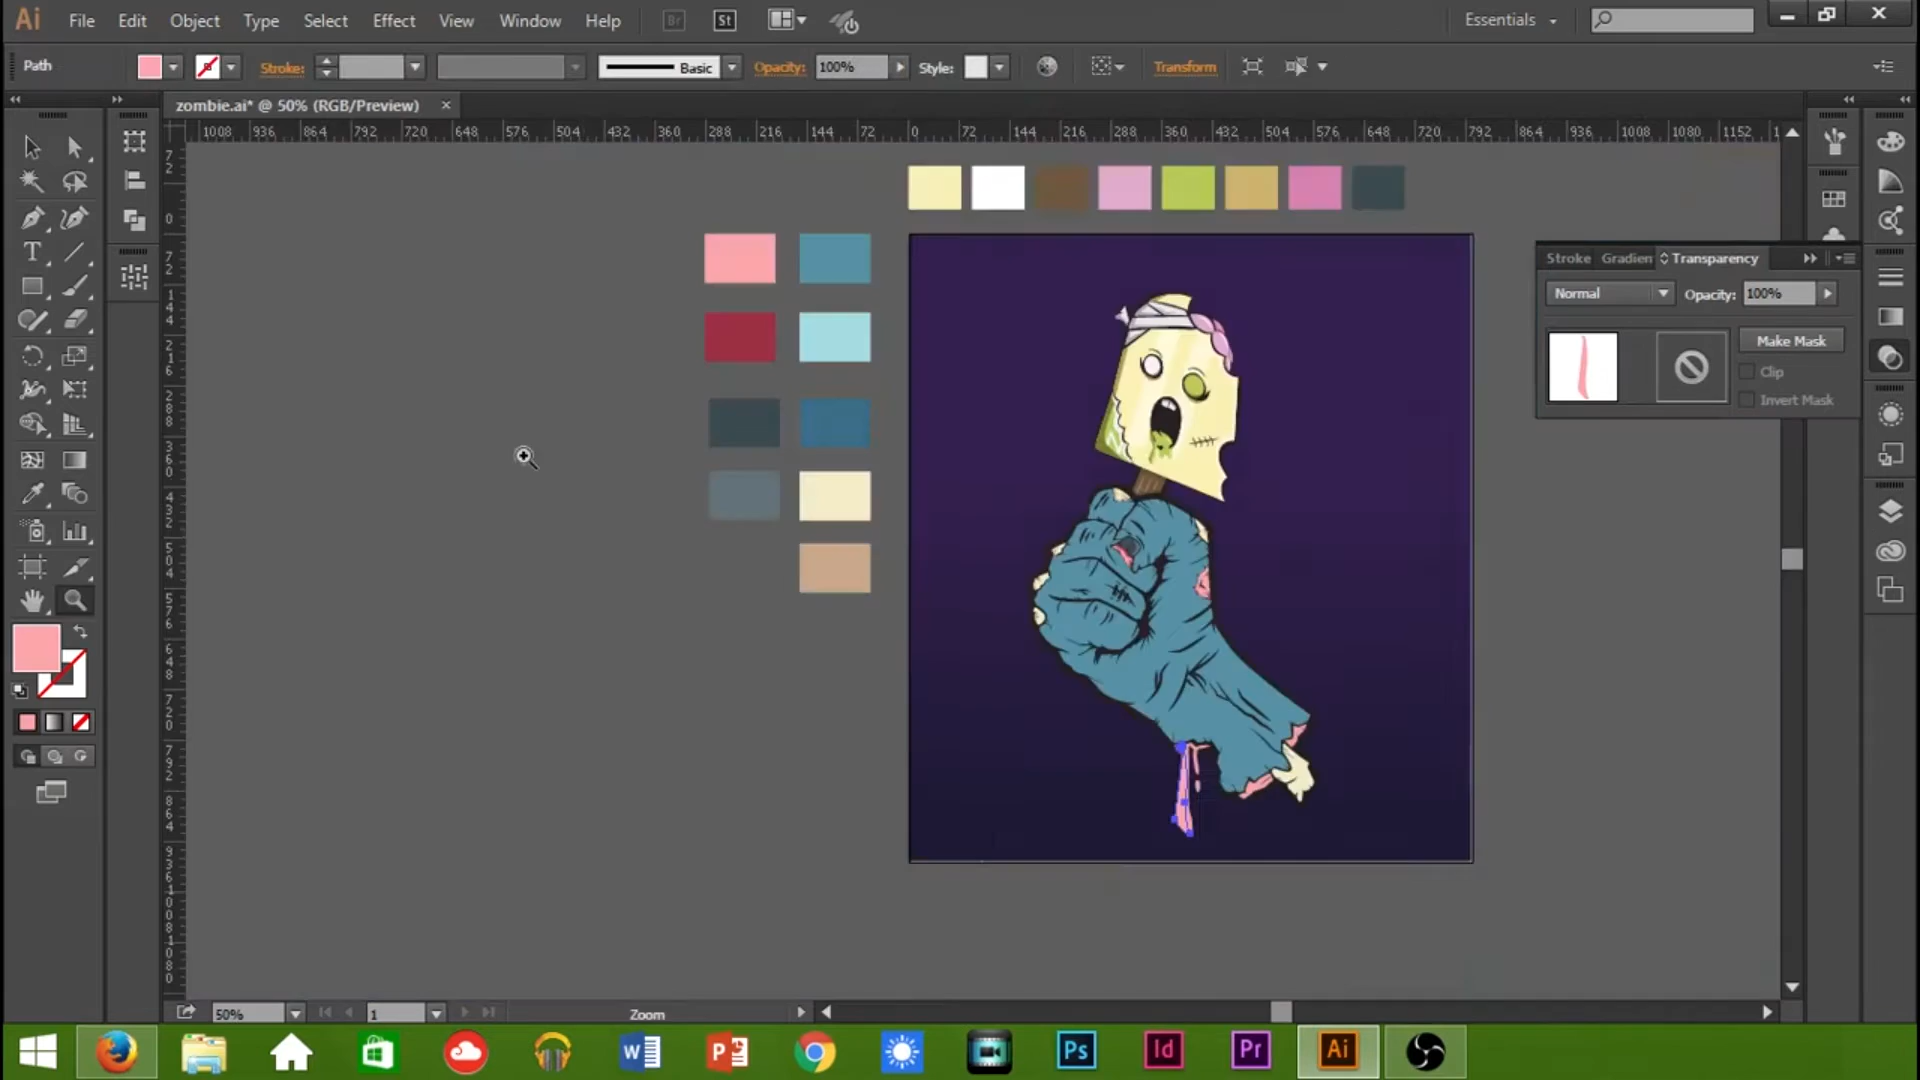 Ai File Edit Object Type Select Effect View Window Help Br St Essentials
Path Stroke: Basic Opacity: 100% Style: Transform
zombie.ai* @ 50% (RGB/Preview)
1008 936 864 792 720 648 576 504 432 360 288 216 144 72 0 72 144 216 288 360 432 504 576 648 720 792 864 936 1008 1080 1152 1
Stroke Gradien Transparency
Normal Opacity: 100%
Make Mask
Clip
Invert Mask
50% 1 Zoom
Ps Id Pr Ai